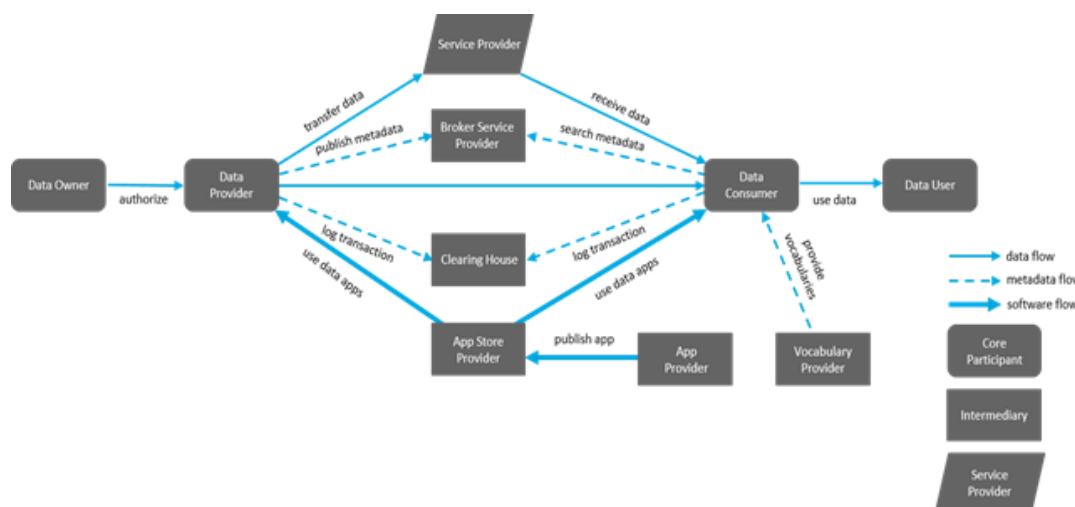 Service Provider
transfer data
receive data
publish metadata
Broker Service
Provider
search metadata
Data Owner
authorize
Data
Provider
Data
Consumer
use data
Data User
log transaction
Clearing House
log transaction
use data apps
use data apps
provide
vocabularies
App Store
Provider
publish app
App
Provider
Vocabulary
Provider
data flow
metadata flow
software flow
Core
Participant
Intermediary
Service
Provider